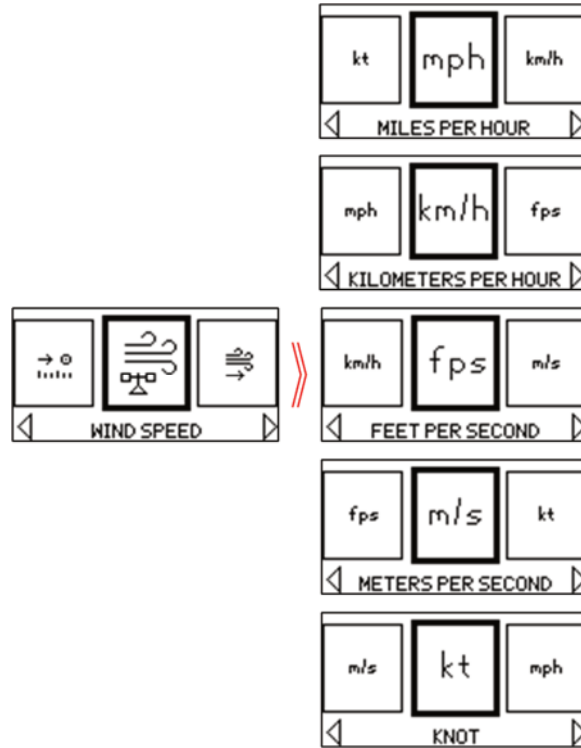 kt mph km/h
MILES PER HOUR
mph km/h fps
KILOMETERS PER HOUR
WIND SPEED
km/h fps m/s
FEET PER SECOND
fps m/s kt
METERS PER SECOND
m/s kt mph
KNOT